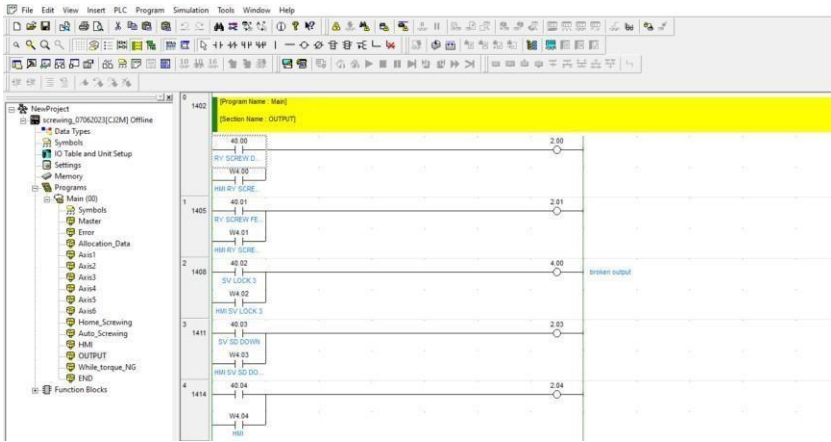 File Edit View Insert PLC Program Simulation Tools Window Help
NewProject
screwing_07062023[CJ2M] Offline
Data Types
Symbols
IO Table and Unit Setup
Settings
Memory
Programs
Main (00)
Symbols
Master
Error
Allocation_Data
Axis1
Axis2
Axis3
Axis4
Axis5
Axis6
Home_Screwing
Auto_Screwing
HMI
OUTPUT
While_torque_NG
END
Function Blocks
0
1402
[Program Name : Main]
[Section Name : OUTPUT]
40.00 2.00
RY SCREW D...
W4.00
HMI RY SCRE...
1
1405
40.01 2.01
RY SCREW FE...
W4.01
HMI RY SCRE...
2
1408
40.02 4.00
SV LOCK 3 broken output
W4.02
HMI SV LOCK 3
3
1411
40.03 2.03
SV SD DOWN
W4.03
HMI SV SD DO...
4
1414
40.04 2.04
W4.04
HMI